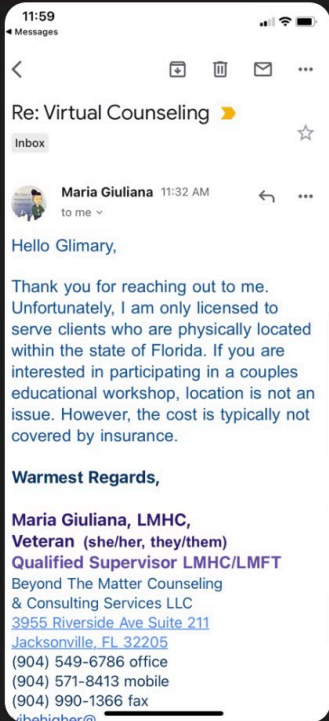 11:59
Messages
Re: Virtual Counseling
Inbox
Maria Giuliana 11:32 AM
to me
Hello Glimary,
Thank you for reaching out to me.
Unfortunately, I am only licensed to
serve clients who are physically located
within the state of Florida. If you are
interested in participating in a couples
educational workshop, location is not an
issue. However, the cost is typically not
covered by insurance.
Warmest Regards,
Maria Giuliana, LMHC,
Veteran (she/her, they/them)
Qualified Supervisor LMHC/LMFT
Beyond The Matter Counseling
& Consulting Services LLC
3955 Riverside Ave Suite 211
Jacksonville, FL 32205
(904) 549-6786 office
(904) 571-8413 mobile
(904) 990-1366 fax